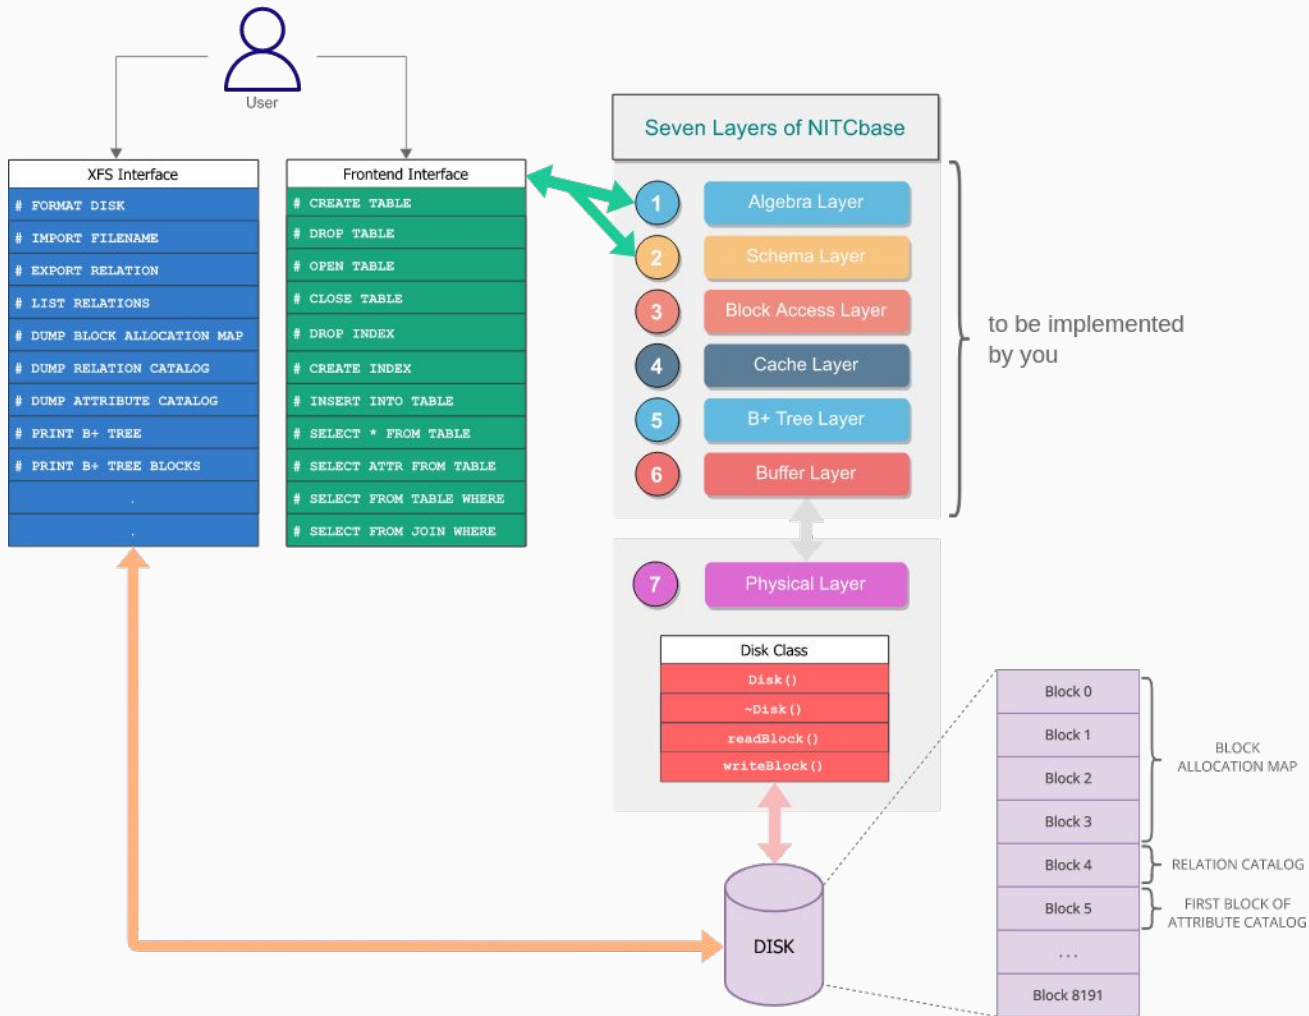 User
XFS Interface
# FORMAT DISK
# IMPORT FILENAME
# EXPORT RELATION
# LIST RELATIONS
# DUMP BLOCK ALLOCATION MAP
# DUMP RELATION CATALOG
# DUMP ATTRIBUTE CATALOG
# PRINT B+ TREE
# PRINT B+ TREE BLOCKS
.
.
Frontend Interface
# CREATE TABLE
# DROP TABLE
# OPEN TABLE
# CLOSE TABLE
# DROP INDEX
# CREATE INDEX
# INSERT INTO TABLE
# SELECT * FROM TABLE
# SELECT ATTR FROM TABLE
# SELECT FROM TABLE WHERE
# SELECT FROM JOIN WHERE
Seven Layers of NITCbase
1 Algebra Layer
2 Schema Layer
3 Block Access Layer
4 Cache Layer
5 B+ Tree Layer
6 Buffer Layer
to be implemented
by you
7 Physical Layer
Disk Class
Disk()
~Disk()
readBlock()
writeBlock()
DISK
Block 0
Block 1
Block 2
Block 3
Block 4
Block 5
...
Block 8191
BLOCK
ALLOCATION MAP
RELATION CATALOG
FIRST BLOCK OF
ATTRIBUTE CATALOG